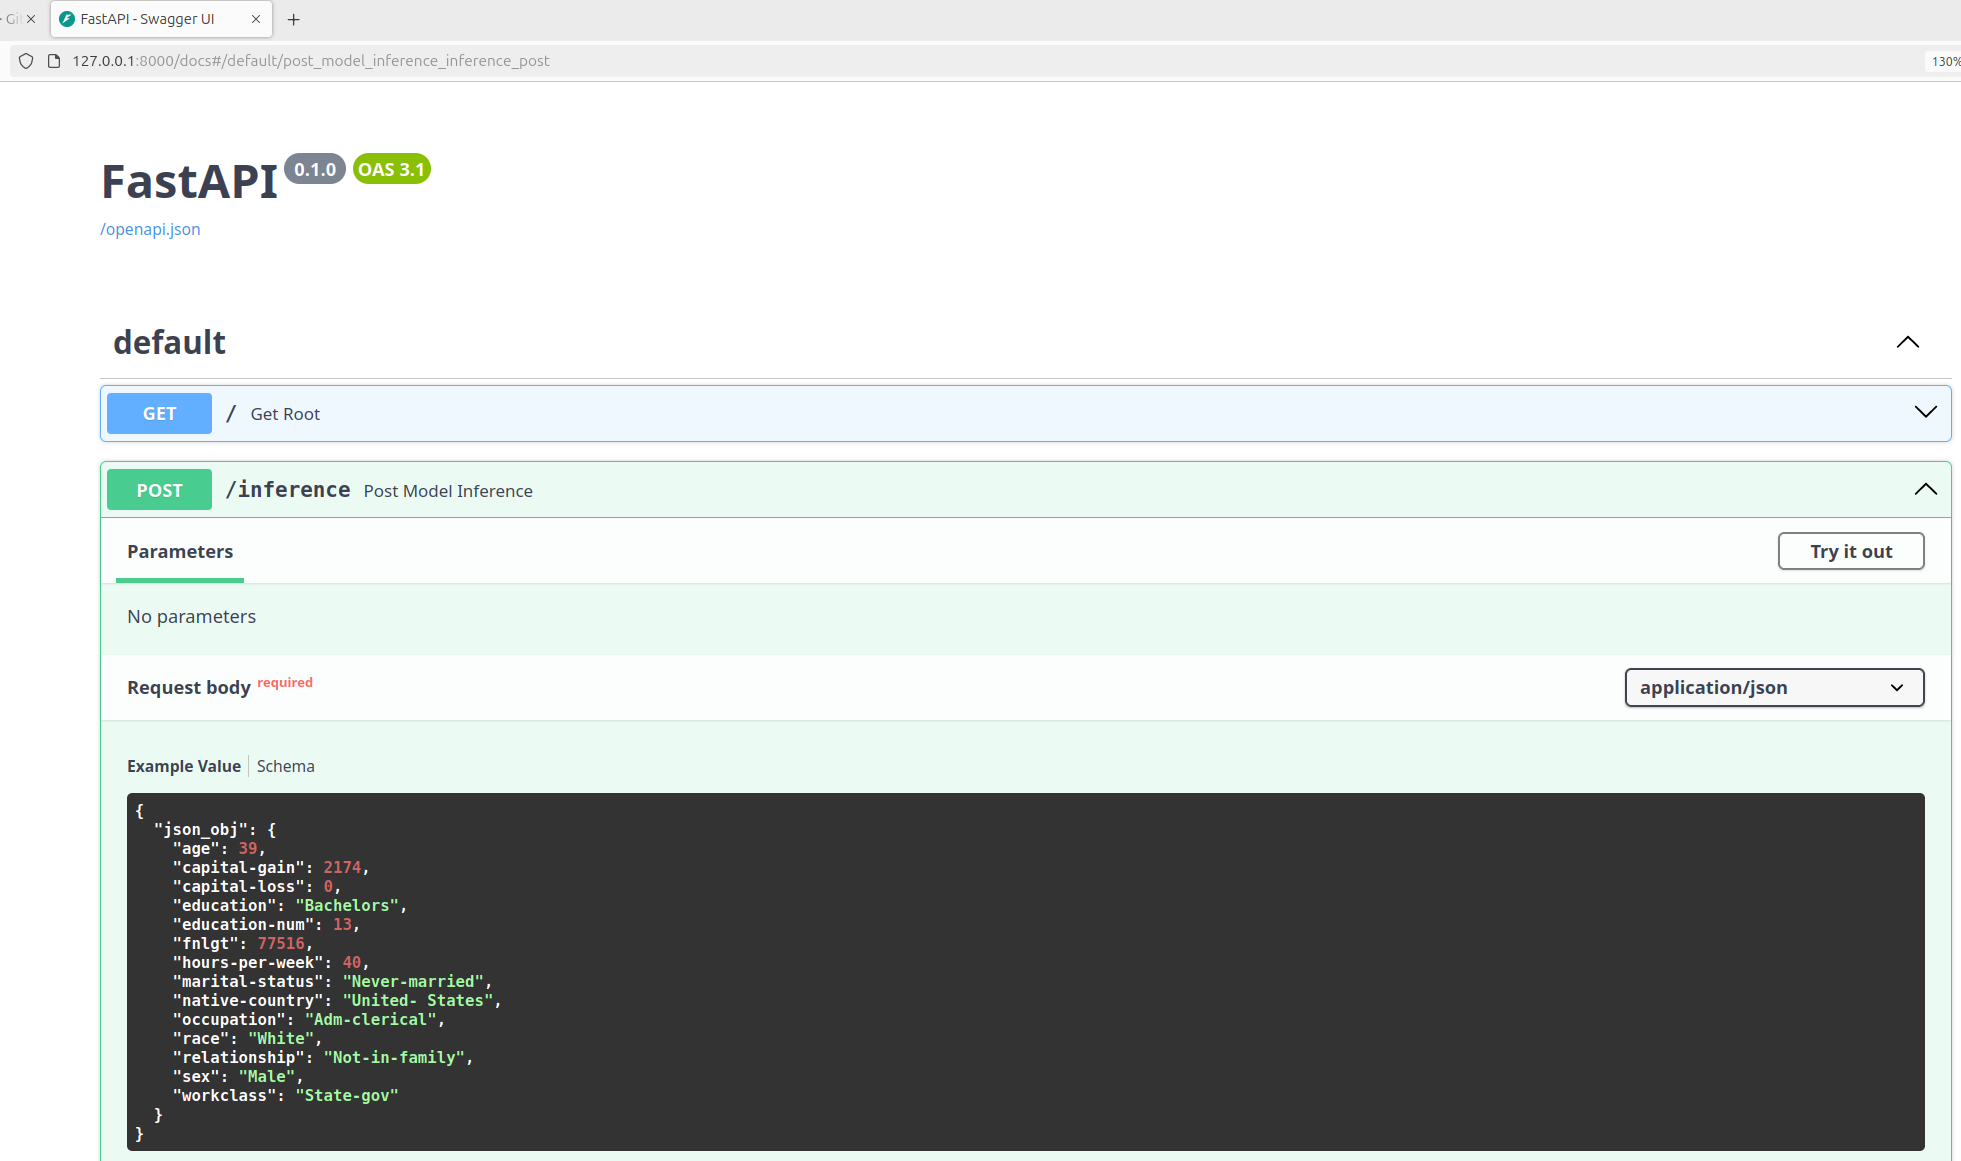 Git
FastAPI - Swagger UI
127.0.0.1:8000/docs#/default/post_model_inference_inference_post
130%
FastAPI 0.1.0 OAS 3.1
/openapi.json
default
GET / Get Root
POST /inference Post Model Inference
Parameters
Try it out
No parameters
Request body required
application/json
Example Value Schema
{
  "json_obj": {
    "age": 39,
    "capital-gain": 2174,
    "capital-loss": 0,
    "education": "Bachelors",
    "education-num": 13,
    "fnlgt": 77516,
    "hours-per-week": 40,
    "marital-status": "Never-married",
    "native-country": "United- States",
    "occupation": "Adm-clerical",
    "race": "White",
    "relationship": "Not-in-family",
    "sex": "Male",
    "workclass": "State-gov"
  }
}